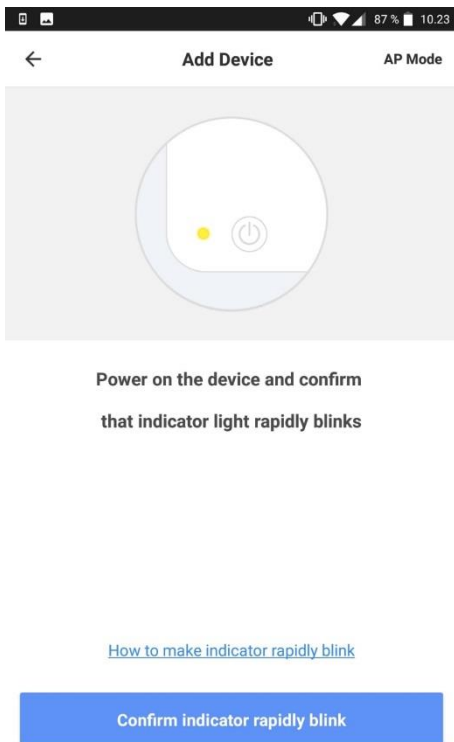 87 % 10.23
Add Device AP Mode
Power on the device and confirm
that indicator light rapidly blinks
How to make indicator rapidly blink
Confirm indicator rapidly blink